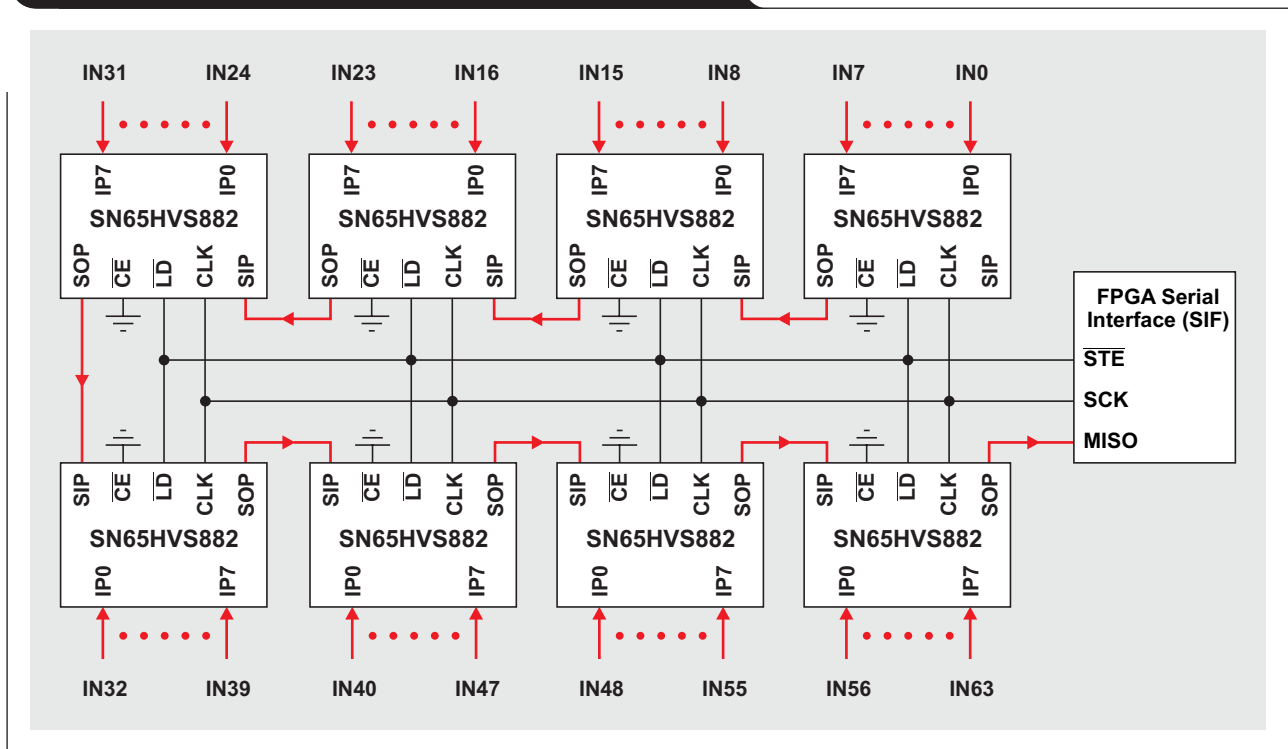 IN31 IN24 IN23 IN16 IN15 IN8 IN7 IN0
IP7 IP0 IP7 IP0 IP7 IP0 IP7 IP0
SN65HVS882 SN65HVS882 SN65HVS882 SN65HVS882
SOP CE LD CLK SIP SOP CE LD CLK SIP SOP CE LD CLK SIP SOP CE LD CLK SIP
FPGA Serial
Interface (SIF)
STE
SCK
MISO
SIP CE LD CLK SOP SIP CE LD CLK SOP SIP CE LD CLK SOP SIP CE LD CLK SOP
SN65HVS882 SN65HVS882 SN65HVS882 SN65HVS882
IP0 IP7 IP0 IP7 IP0 IP7 IP0 IP7
IN32 IN39 IN40 IN47 IN48 IN55 IN56 IN63